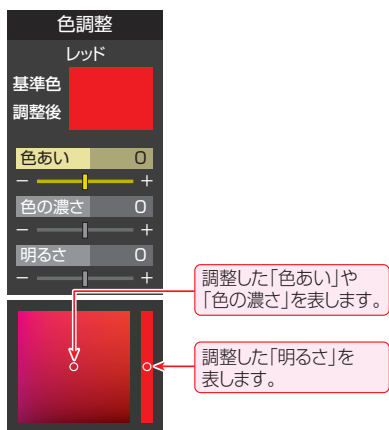 色調整
レッド
基準色
調整後
色あい 0
− +
色の濃さ 0
− +
明るさ 0
− +
調整した「色あい」や
「色の濃さ」を表します。
調整した「明るさ」を
表します。